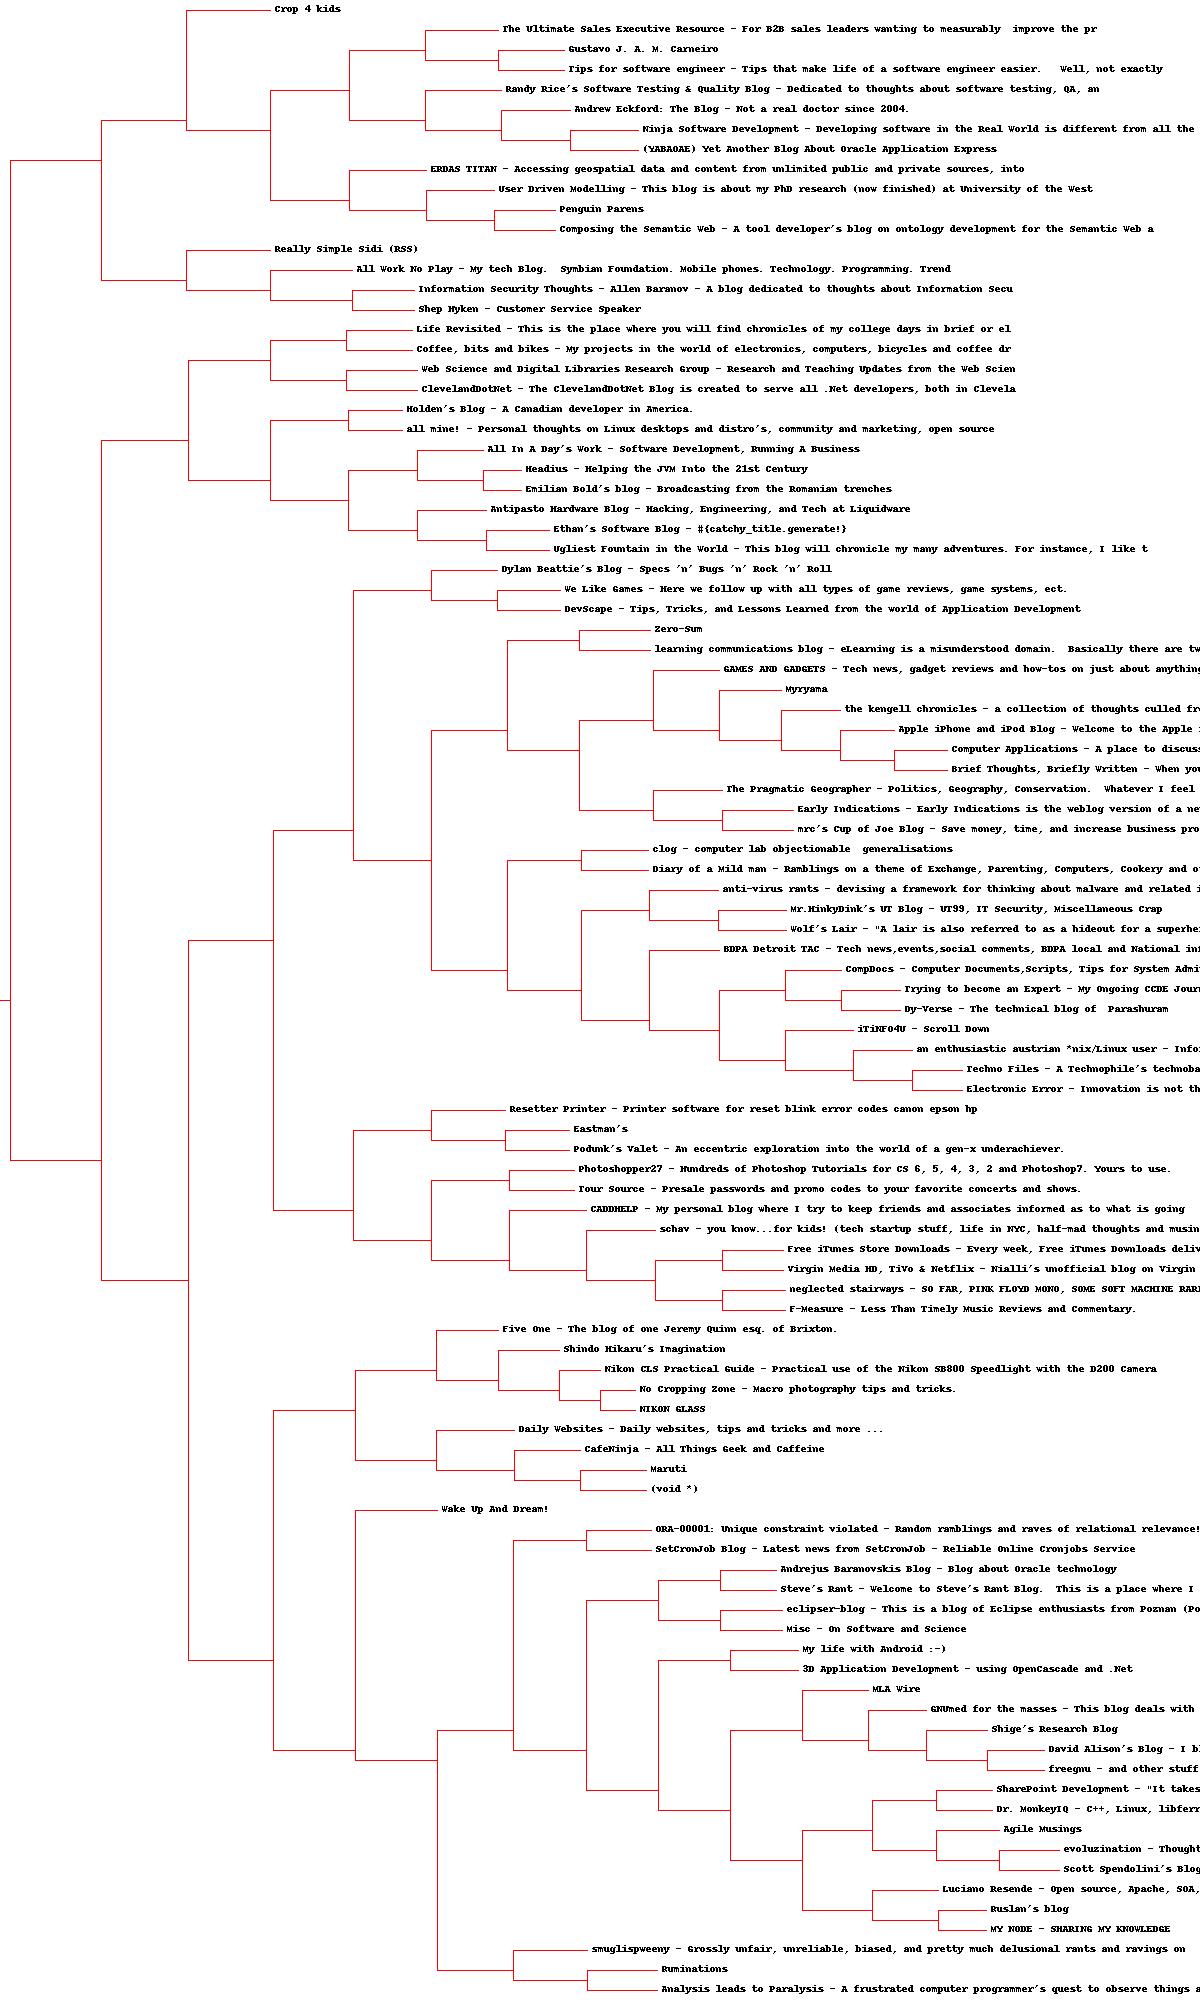 Crop 4 kids
The Ultimate Sales Executive Resource - For B2B sales leaders wanting to measurably  improve the pr
Gustavo J. A. M. Carneiro
Tips for software engineer - Tips that make life of a software engineer easier.   Well, not exactly
Randy Rice's Software Testing & Quality Blog - Dedicated to thoughts about software testing, QA, an
Andrew Eckford: The Blog - Not a real doctor since 2004.
Ninja Software Development - Developing software in the Real World is different from all the
(YABAOAE) Yet Another Blog About Oracle Application Express
ERDAS TITAN - Accessing geospatial data and content from unlimited public and private sources, into
User Driven Modelling - This blog is about my PhD research (now finished) at University of the West
Penguin Parens
Composing the Semantic Web - A tool developer's blog on ontology development for the Semantic Web a
Really Simple Sidi (RSS)
All Work No Play - My tech Blog.  Symbian Foundation. Mobile phones. Technology. Programming. Trend
Information Security Thoughts - Allen Baranov - A blog dedicated to thoughts about Information Secu
Shep Hyken - Customer Service Speaker
Life Revisited - This is the place where you will find chronicles of my college days in brief or el
Coffee, bits and bikes - My projects in the world of electronics, computers, bicycles and coffee dr
Web Science and Digital Libraries Research Group - Research and Teaching Updates from the Web Scien
ClevelandDotNet - The ClevelandDotNet Blog is created to serve all .Net developers, both in Clevela
Holden's Blog - A Canadian developer in America.
all mine! - Personal thoughts on Linux desktops and distro's, community and marketing, open source
All In A Day's Work - Software Development, Running A Business
Headius - Helping the JVM Into the 21st Century
Emilian Bold's blog - Broadcasting from the Romanian trenches
Antipasto Hardware Blog - Hacking, Engineering, and Tech at Liquidware
Ethan's Software Blog - #{catchy_title.generate!}
Ugliest Fountain in the World - This blog will chronicle my many adventures. For instance, I like t
Dylan Beattie's Blog - Specs 'n' Bugs 'n' Rock 'n' Roll
We Like Games - Here we follow up with all types of game reviews, game systems, ect.
DevScape - Tips, Tricks, and Lessons Learned from the world of Application Development
Zero-Sum
learning communications blog - eLearning is a misunderstood domain.  Basically there are tw
GAMES AND GADGETS - Tech news, gadget reviews and how-tos on just about anything
Myryama
the kengell chronicles - a collection of thoughts culled fr
Apple iPhone and iPod Blog - Welcome to the Apple
Computer Applications - A place to discuss
Brief Thoughts, Briefly Written - When you
The Pragmatic Geographer - Politics, Geography, Conservation.  Whatever I feel
Early Indications - Early Indications is the weblog version of a ne
mrc's Cup of Joe Blog - Save money, time, and increase business pro
clog - computer lab objectionable  generalisations
Diary of a Mild man - Ramblings on a theme of Exchange, Parenting, Computers, Cookery and o
anti-virus rants - devising a framework for thinking about malware and related i
Mr.HinkyDink's UT Blog - UT99, IT Security, Miscellaneous Crap
Wolf's Lair - "A lair is also referred to as a hideout for a superhe
BDPA Detroit TAC - Tech news,events,social comments, BDPA local and National inf
CompDocs - Computer Documents,Scripts, Tips for System Admi
Trying to become an Expert - My Ongoing CCDE Jour
Dy-Verse - The technical blog of  Parashuram
iTiNFO4U - Scroll Down
an enthusiastic austrian *nix/Linux user - Info
Techno Files - A Technophile's technoba
Electronic Error - Innovation is not th
Resetter Printer - Printer software for reset blink error codes canon epson hp
Eastman's
Podunk's Valet - An eccentric exploration into the world of a gen-x underachiever.
Photoshopper27 - Hundreds of Photoshop Tutorials for CS 6, 5, 4, 3, 2 and Photoshop7. Yours to use.
Tour Source - Presale passwords and promo codes to your favorite concerts and shows.
CADDHELP - My personal blog where I try to keep friends and associates informed as to what is going
schav - you know...for kids! (tech startup stuff, life in NYC, half-mad thoughts and musin
Free iTunes Store Downloads - Every week, Free iTunes Downloads deliv
Virgin Media HD, TiVo & Netflix - Nialli's unofficial blog on Virgin
neglected stairways - SO FAR, PINK FLOYD MONO, SOME SOFT MACHINE RAR
F-Measure - Less Than Timely Music Reviews and Commentary.
Five One - The blog of one Jeremy Quinn esq. of Brixton.
Shindo Hikaru's Imagination
Nikon CLS Practical Guide - Practical use of the Nikon SB800 Speedlight with the D200 Camera
No Cropping Zone - Macro photography tips and tricks.
NIKON GLASS
Daily Websites - Daily websites, tips and tricks and more ...
CafeNinja - All Things Geek and Caffeine
Maruti
(void *)
Wake Up And Dream!
ORA-00001: Unique constraint violated - Random ramblings and raves of relational relevance!
SetCronJob Blog - Latest news from SetCronJob - Reliable Online Cronjobs Service
Andrejus Baranovskis Blog - Blog about Oracle technology
Steve's Rant - Welcome to Steve's Rant Blog.  This is a place where I
eclipser-blog - This is a blog of Eclipse enthusiasts from Poznan (Po
Misc - On Software and Science
My life with Android :-)
3D Application Development - using OpenCascade and .Net
MLA Wire
GNUmed for the masses - This blog deals with
Shige's Research Blog
David Alison's Blog - I bl
freegnu - and other stuff
SharePoint Development - "It takes
Dr. MonkeyIQ - C++, Linux, libferr
Agile Musings
evoluzination - Thought
Scott Spendolini's Blog
Luciano Resende - Open source, Apache, SOA,
Ruslan's blog
MY NODE - SHARING MY KNOWLEDGE
smuglispweeny - Grossly unfair, unreliable, biased, and pretty much delusional rants and ravings on
Ruminations
Analysis leads to Paralysis - A frustrated computer programmer's quest to observe things a